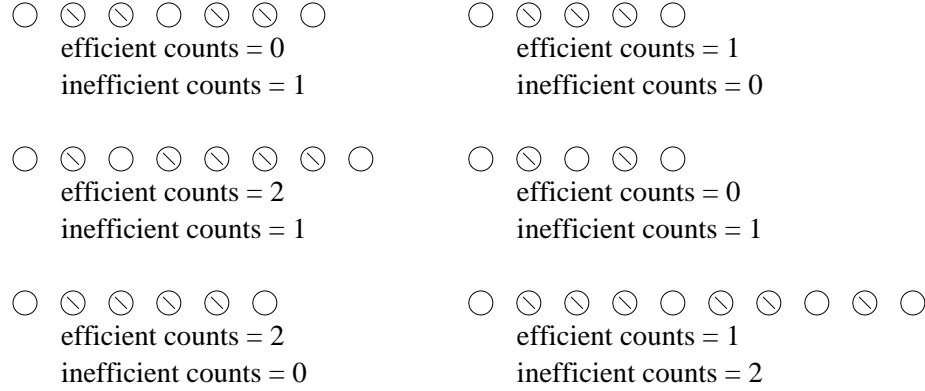 efficient counts = 0
inefficient counts = 1
efficient counts = 1
inefficient counts = 0
efficient counts = 2
inefficient counts = 1
efficient counts = 0
inefficient counts = 1
efficient counts = 2
inefficient counts = 0
efficient counts = 1
inefficient counts = 2